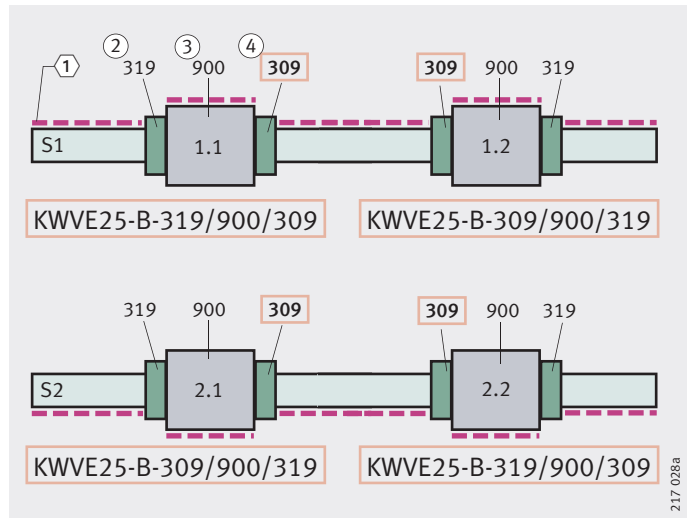 ① ② ③ ④
319 900 309 309 900 319
S1 1.1 1.2
KWVE25-B-319/900/309 KWVE25-B-309/900/319
319 900 309 309 900 319
S2 2.1 2.2
KWVE25-B-309/900/319 KWVE25-B-319/900/309
217 028a